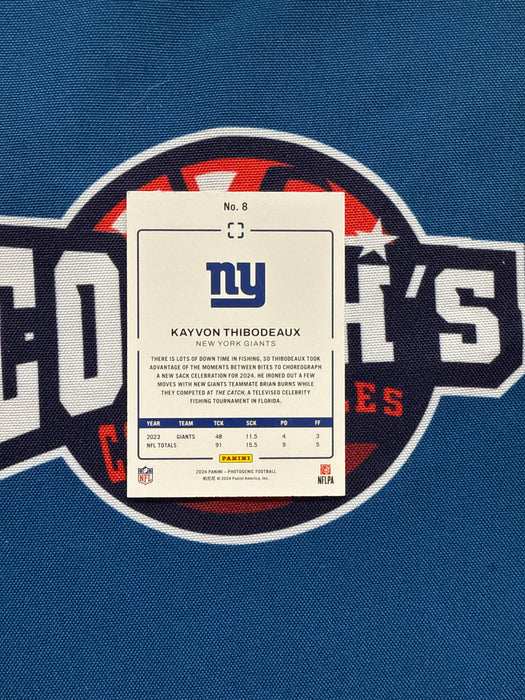 No. 8
ny
KAYVON THIBODEAUX
NEW YORK GIANTS
THERE IS LOTS OF DOWN TIME IN FISHING, SO THIBODEAUX TOOK
ADVANTAGE OF THE MOMENTS BETWEEN BITES TO CHOREOGRAPH
A NEW SACK CELEBRATION FOR 2024. HE IRONED OUT A FEW
MOVES WITH NEW GIANTS TEAMMATE BRIAN BURNS WHILE
THEY COMPETED AT THE CATCH, A TELEVISED CELEBRITY
FISHING TOURNAMENT IN FLORIDA.
YEAR TEAM TCK SCK PD FF
2023 GIANTS 48 11.5 4 3
NFL TOTALS 91 15.5 9 5
PANINI
2024 PANINI – PHOTOGENIC FOOTBALL
帕尼尼 © 2024 Panini America, Inc.
NFL
NFLPA
H'S
ES